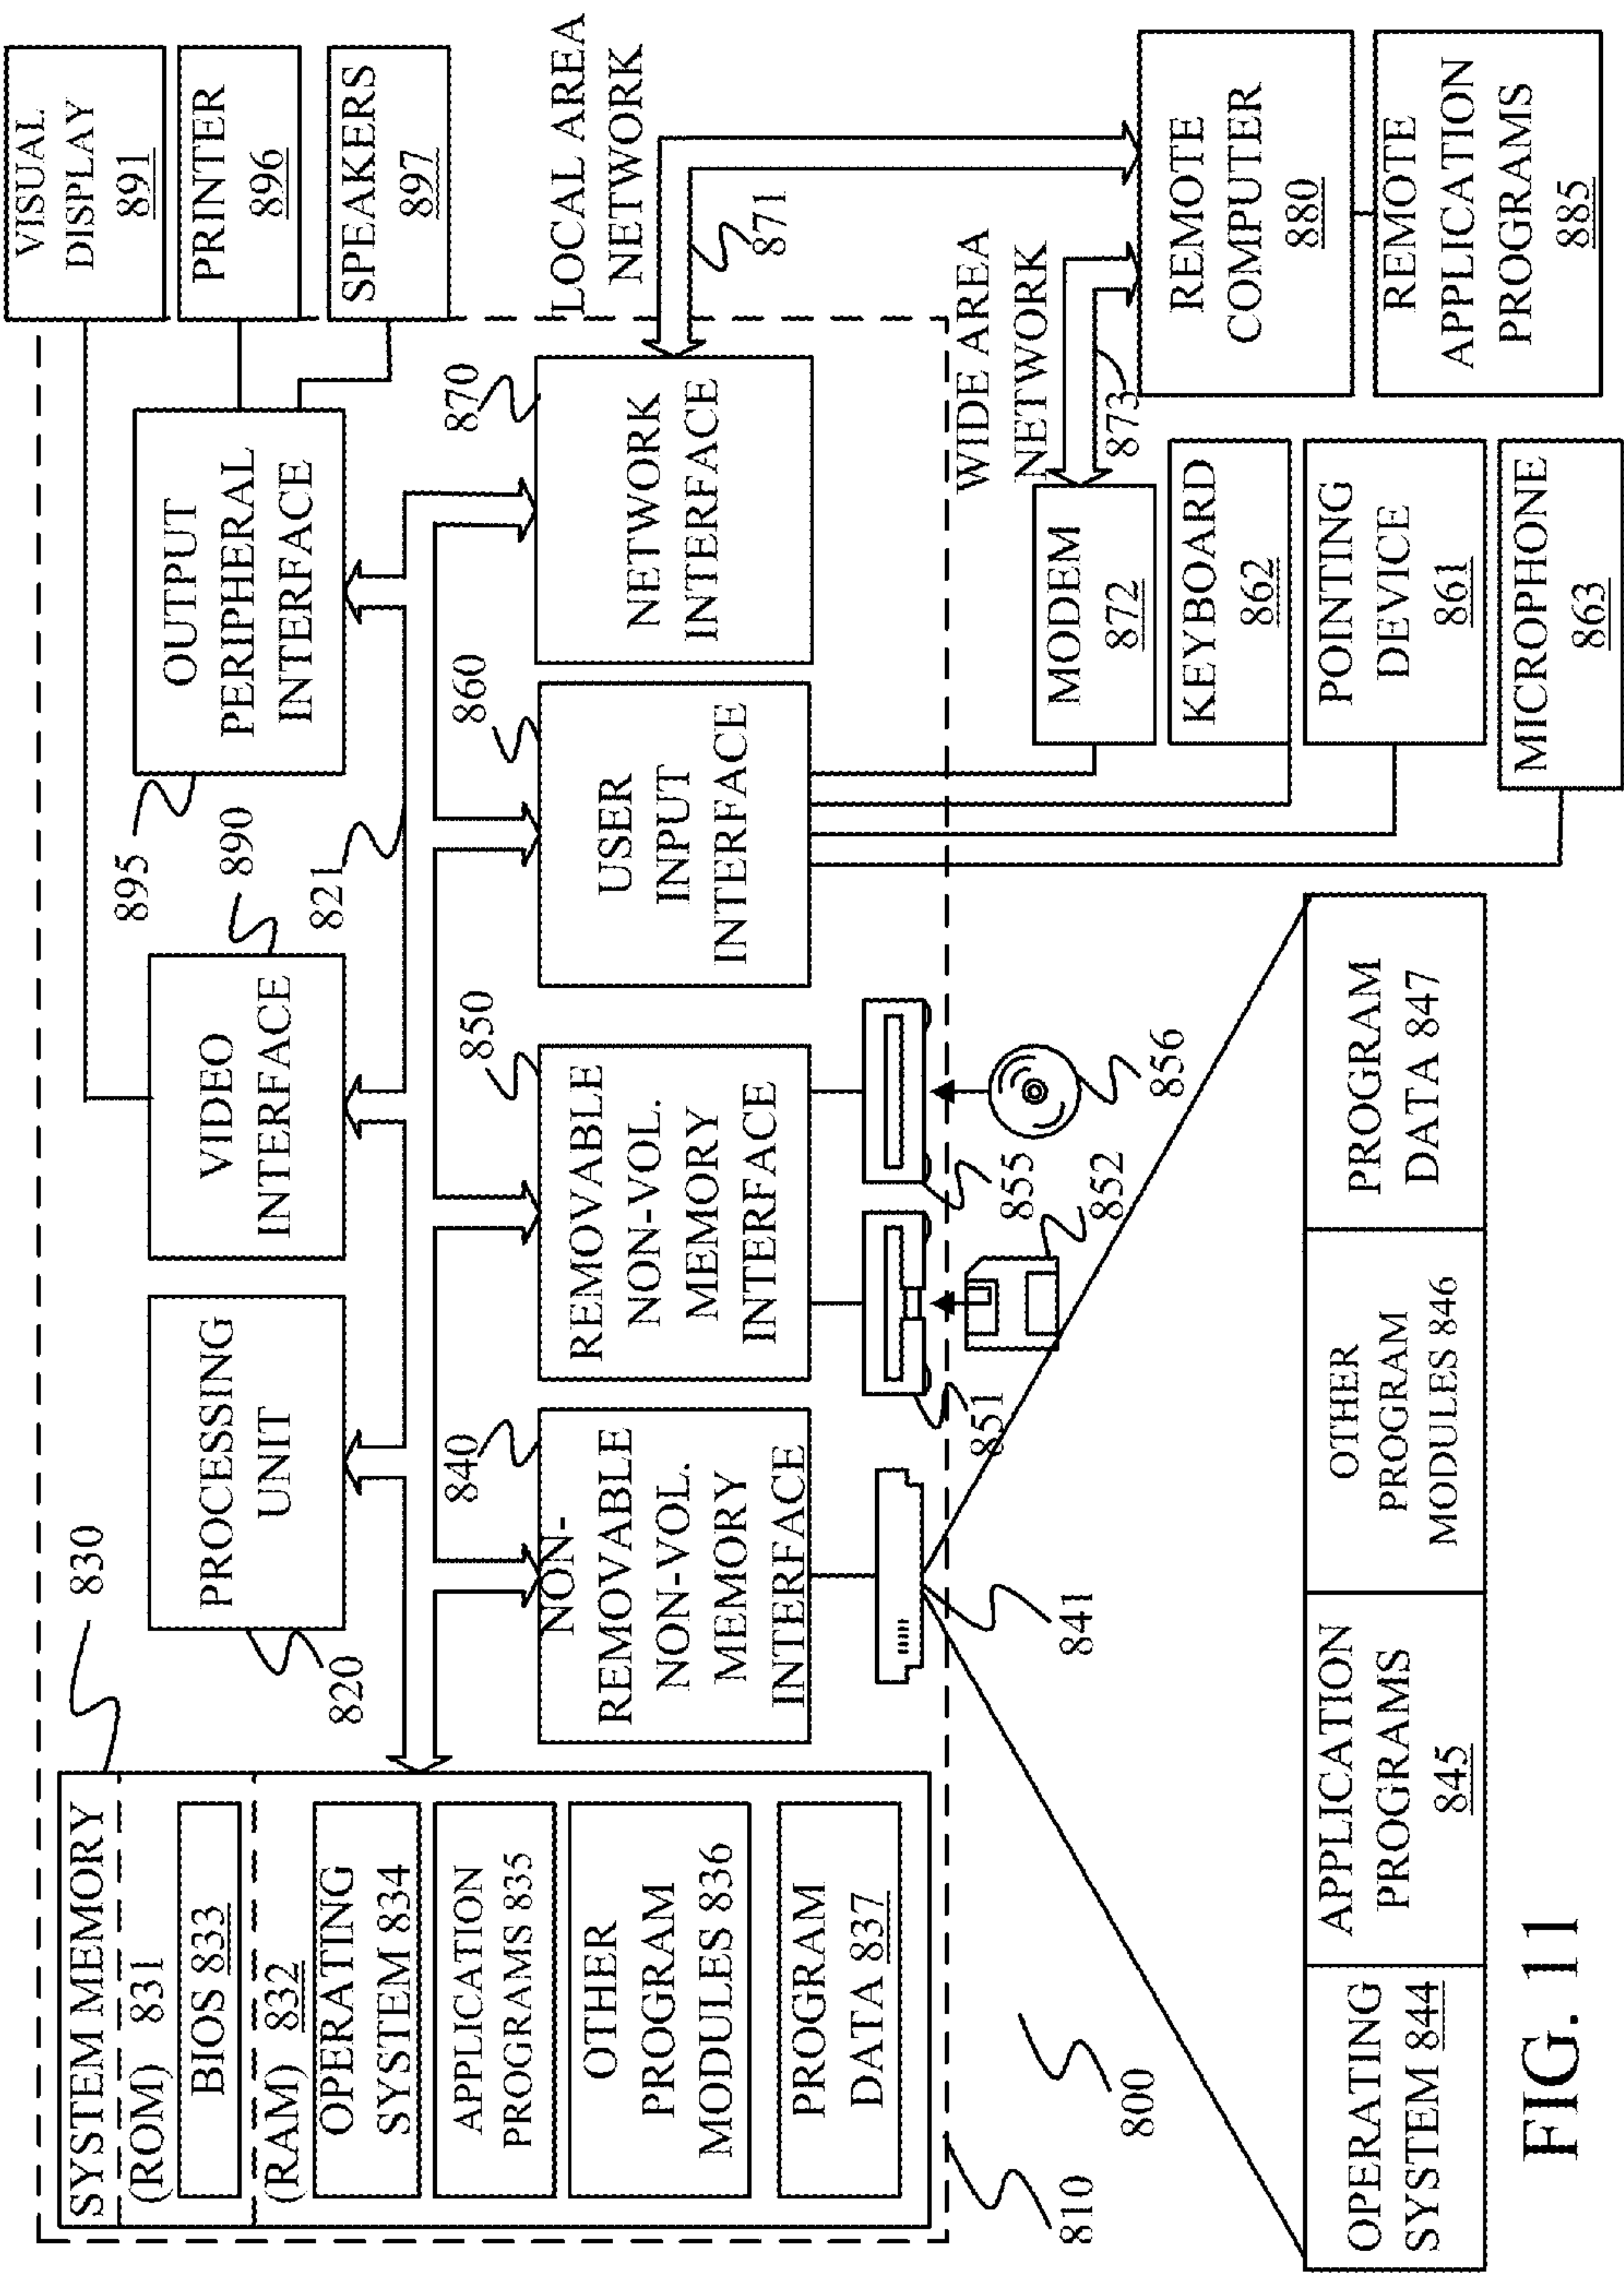 830
SYSTEM MEMORY
(ROM) 831
BIOS 833
(RAM) 832
OPERATING
SYSTEM 834
APPLICATION
PROGRAMS 835
OTHER
PROGRAM
MODULES 836
PROGRAM
DATA 837
PROCESSING
UNIT
820
VIDEO
INTERFACE
890
821
OUTPUT
PERIPHERAL
INTERFACE
895
VISUAL
DISPLAY
891
PRINTER
896
SPEAKERS
897
840
NON-
REMOVABLE
NON-VOL.
MEMORY
INTERFACE
850
REMOVABLE
NON-VOL.
MEMORY
INTERFACE
860
USER
INPUT
INTERFACE
870
NETWORK
INTERFACE
LOCAL AREA
NETWORK
871
841
851
852
855
856
WIDE AREA
NETWORK
873
MODEM
872
KEYBOARD
862
POINTING
DEVICE
861
MICROPHONE
863
REMOTE
COMPUTER
880
REMOTE
APPLICATION
PROGRAMS
885
810
800
OPERATING
SYSTEM 844
APPLICATION
PROGRAMS
845
OTHER
PROGRAM
MODULES 846
PROGRAM
DATA 847
FIG. 11